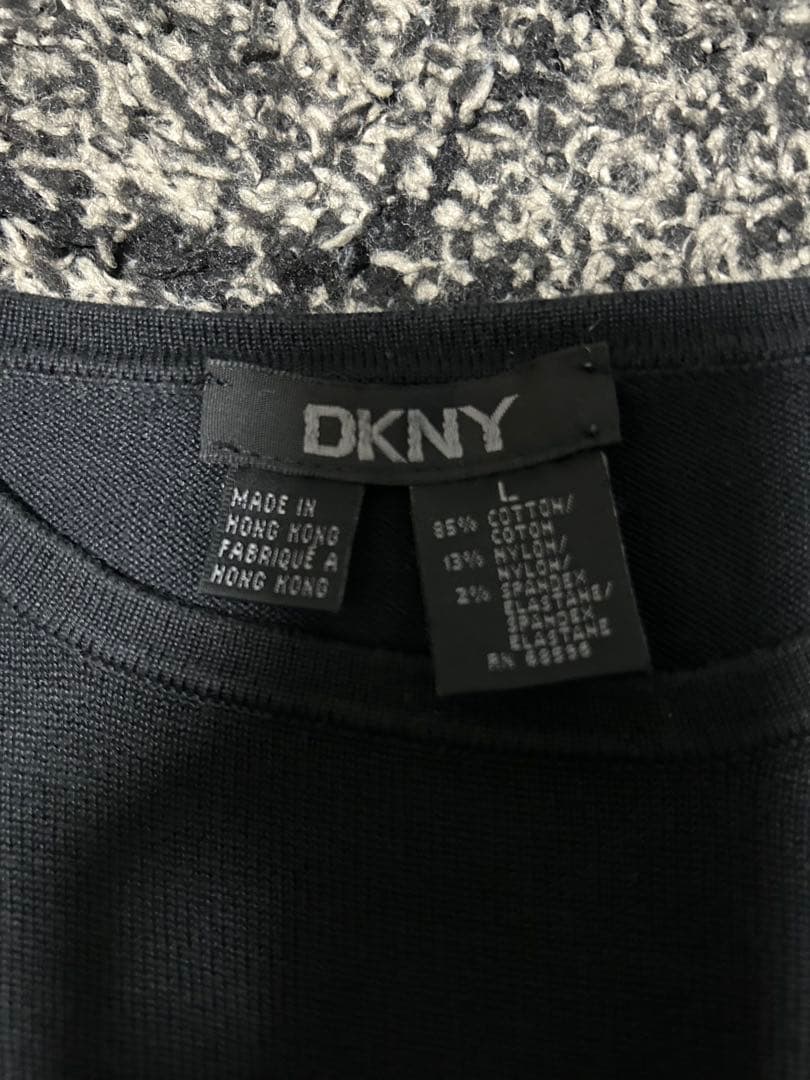 DKNY
MADE IN
HONG KONG
FABRIQUÉ A
HONG KONG
L
85% COTTON/
COTON
13% NYLON/
NYLON/
2% SPANDEX
ELASTANE/
SPANDEX
ELASTANE
RN